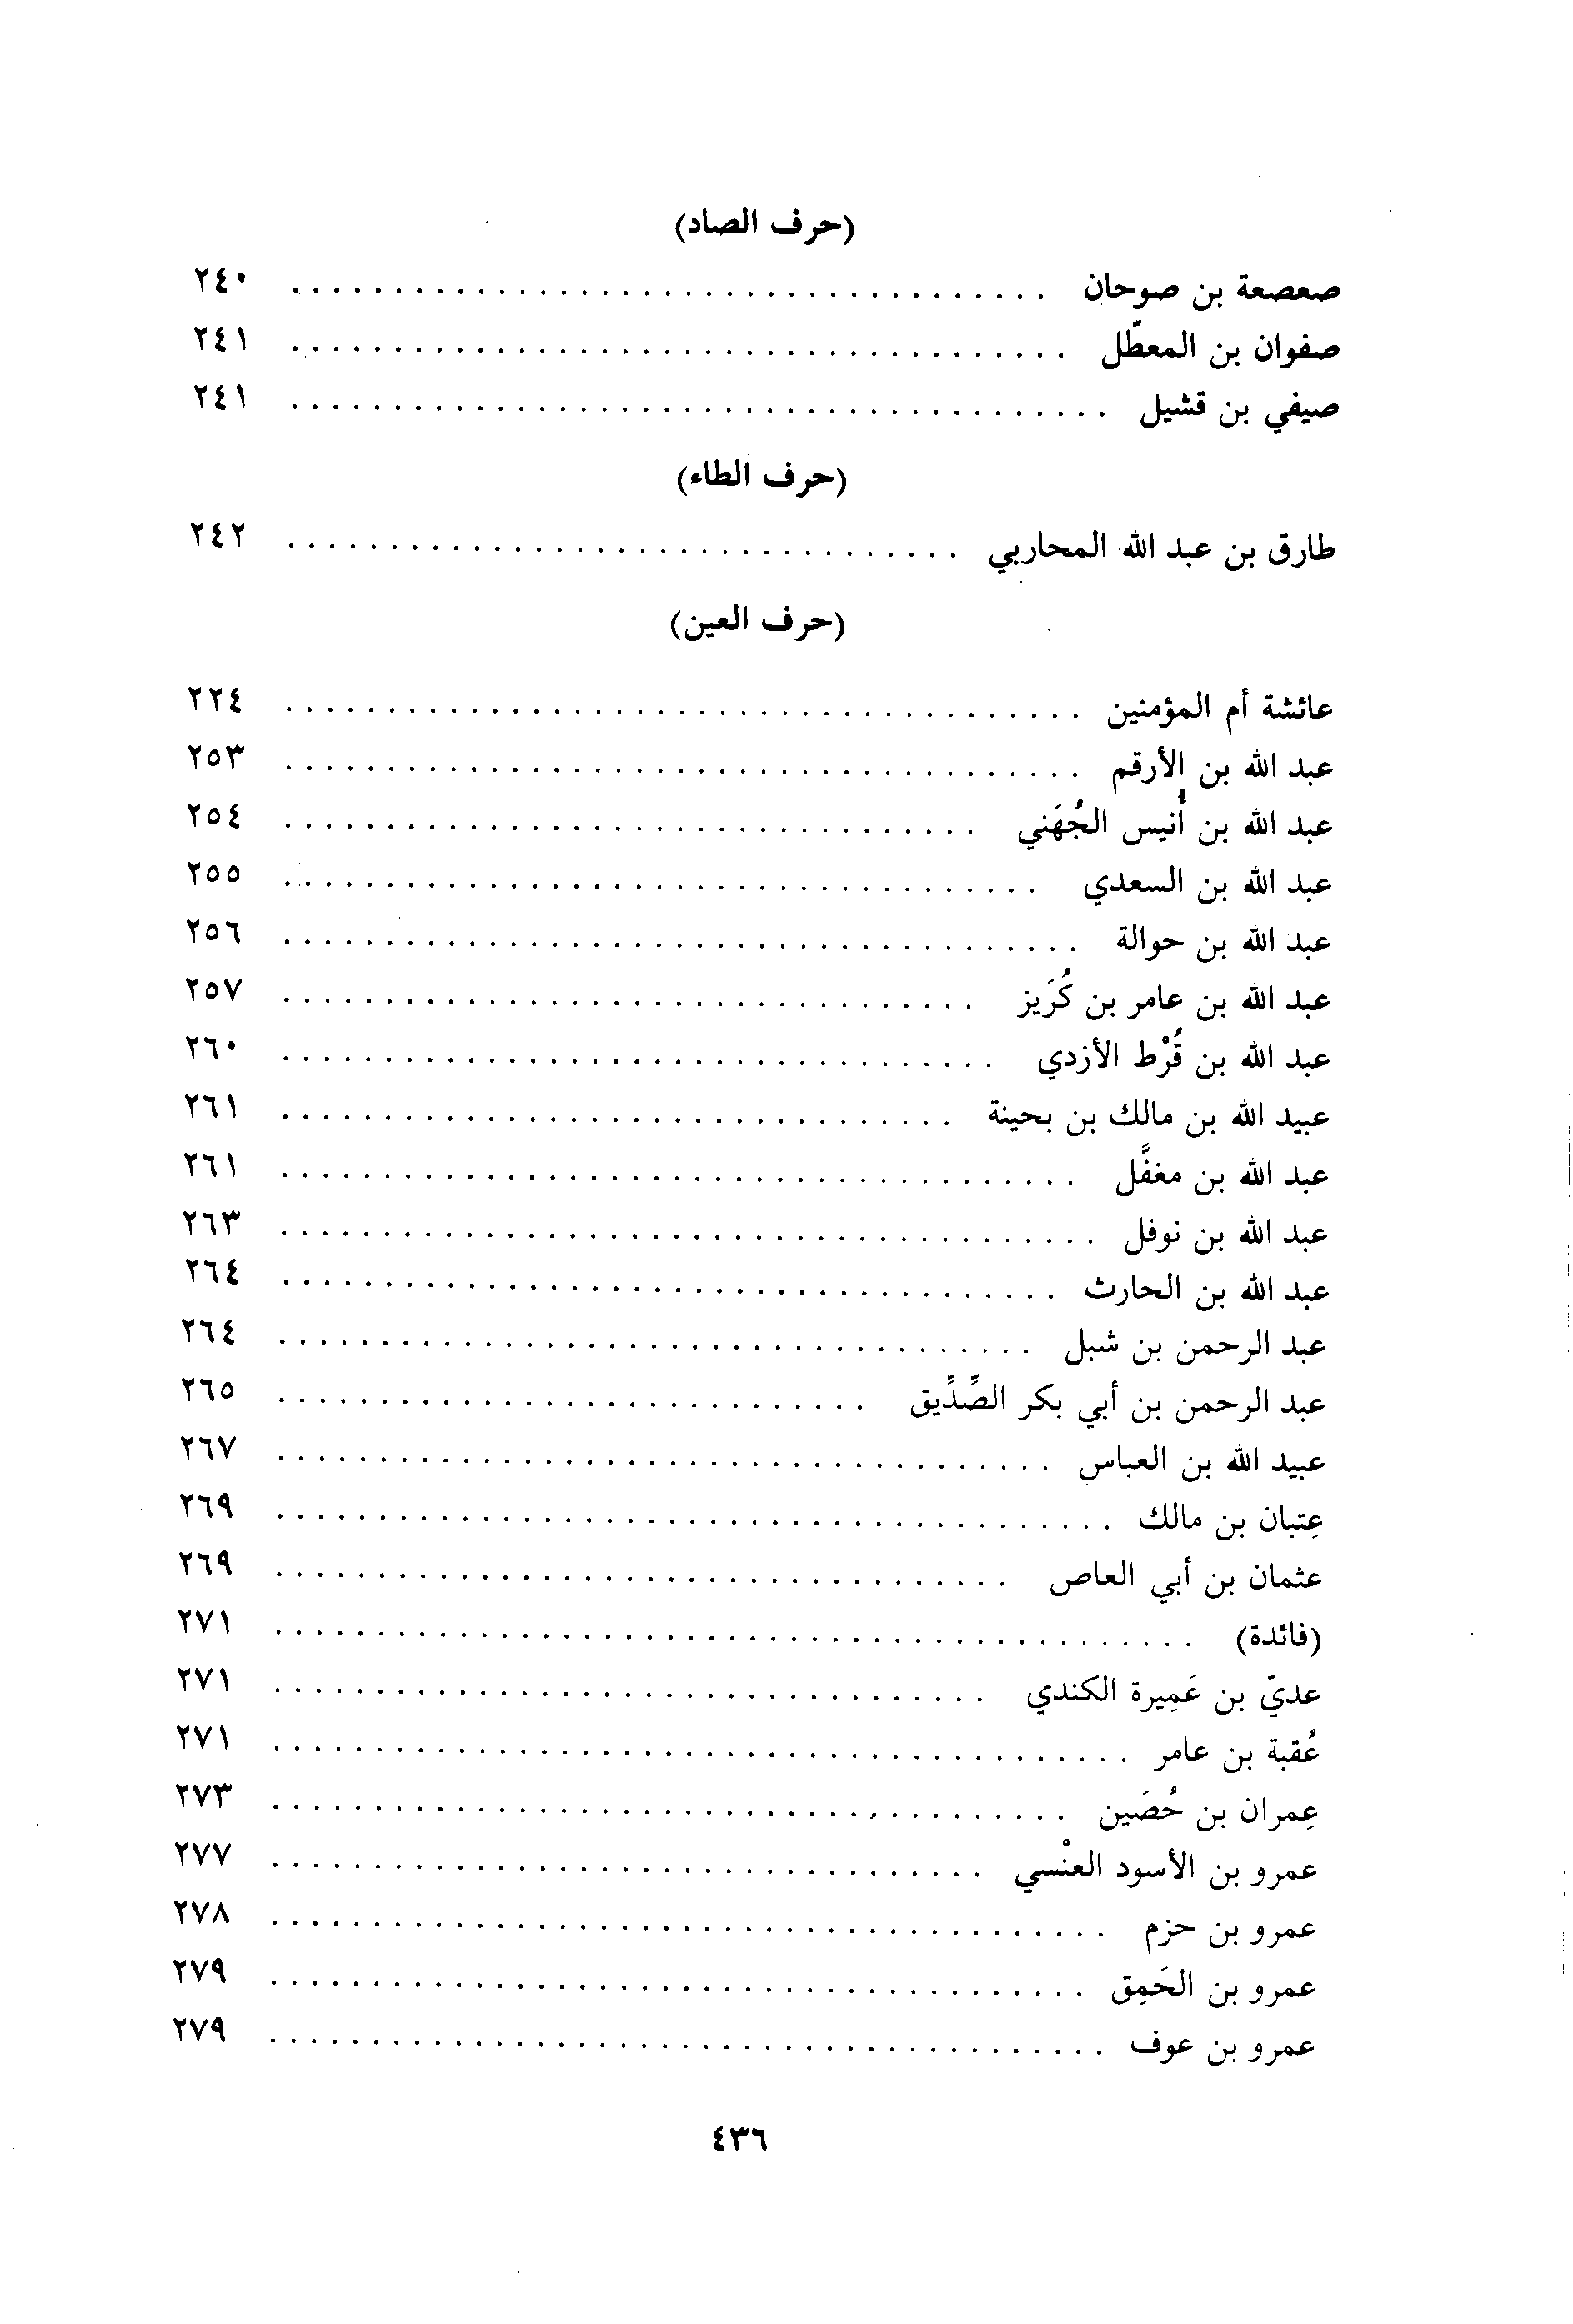 (حرف الصاد)
صعصعة بن صوحان . . . . . . . . . . . . . . . . . . . . ٢٤٠
صفوان بن المعطّل . . . . . . . . . . . . . . . . . . . . ٢٤١
صيفي بن قشيل . . . . . . . . . . . . . . . . . . . . ٢٤١
(حرف الطاء)
طارق بن عبد الله المحاربي . . . . . . . . . . . . . . . . . . . . ٢٤٢
(حرف العين)
عائشة أم المؤمنين . . . . . . . . . . . . . . . . . . . . ٢٢٤
عبد الله بن الأرقم . . . . . . . . . . . . . . . . . . . . ٢٥٣
عبد الله بن أُنيس الجُهَني . . . . . . . . . . . . . . . . . . . . ٢٥٤
عبد الله بن السعدي . . . . . . . . . . . . . . . . . . . . ٢٥٥
عبد الله بن حوالة . . . . . . . . . . . . . . . . . . . . ٢٥٦
عبد الله بن عامر بن كُرَيز . . . . . . . . . . . . . . . . . . . . ٢٥٧
عبد الله بن قُرْط الأزدي . . . . . . . . . . . . . . . . . . . . ٢٦٠
عبيد الله بن مالك بن بحينة . . . . . . . . . . . . . . . . . . . . ٢٦١
عبد الله بن مغفَّل . . . . . . . . . . . . . . . . . . . . ٢٦١
عبد الله بن نوفل . . . . . . . . . . . . . . . . . . . . ٢٦٣
عبد الله بن الحارث . . . . . . . . . . . . . . . . . . . . ٢٦٤
عبد الرحمن بن شبل . . . . . . . . . . . . . . . . . . . . ٢٦٤
عبد الرحمن بن أبي بكر الصِّدِّيق . . . . . . . . . . . . . . . . . . . . ٢٦٥
عبيد الله بن العباس . . . . . . . . . . . . . . . . . . . . ٢٦٧
عِتبان بن مالك . . . . . . . . . . . . . . . . . . . . ٢٦٩
عثمان بن أبي العاص . . . . . . . . . . . . . . . . . . . . ٢٦٩
(فائدة) . . . . . . . . . . . . . . . . . . . . ٢٧١
عديّ بن عَمِيرة الكندي . . . . . . . . . . . . . . . . . . . . ٢٧١
عُقبة بن عامر . . . . . . . . . . . . . . . . . . . . ٢٧١
عِمران بن حُصَين . . . . . . . . . . . . . . . . . . . . ٢٧٣
عمرو بن الأسود العنْسي . . . . . . . . . . . . . . . . . . . . ٢٧٧
عمرو بن حزم . . . . . . . . . . . . . . . . . . . . ٢٧٨
عمرو بن الحَمِق . . . . . . . . . . . . . . . . . . . . ٢٧٩
عمرو بن عوف . . . . . . . . . . . . . . . . . . . . ٢٧٩
٤٣٦